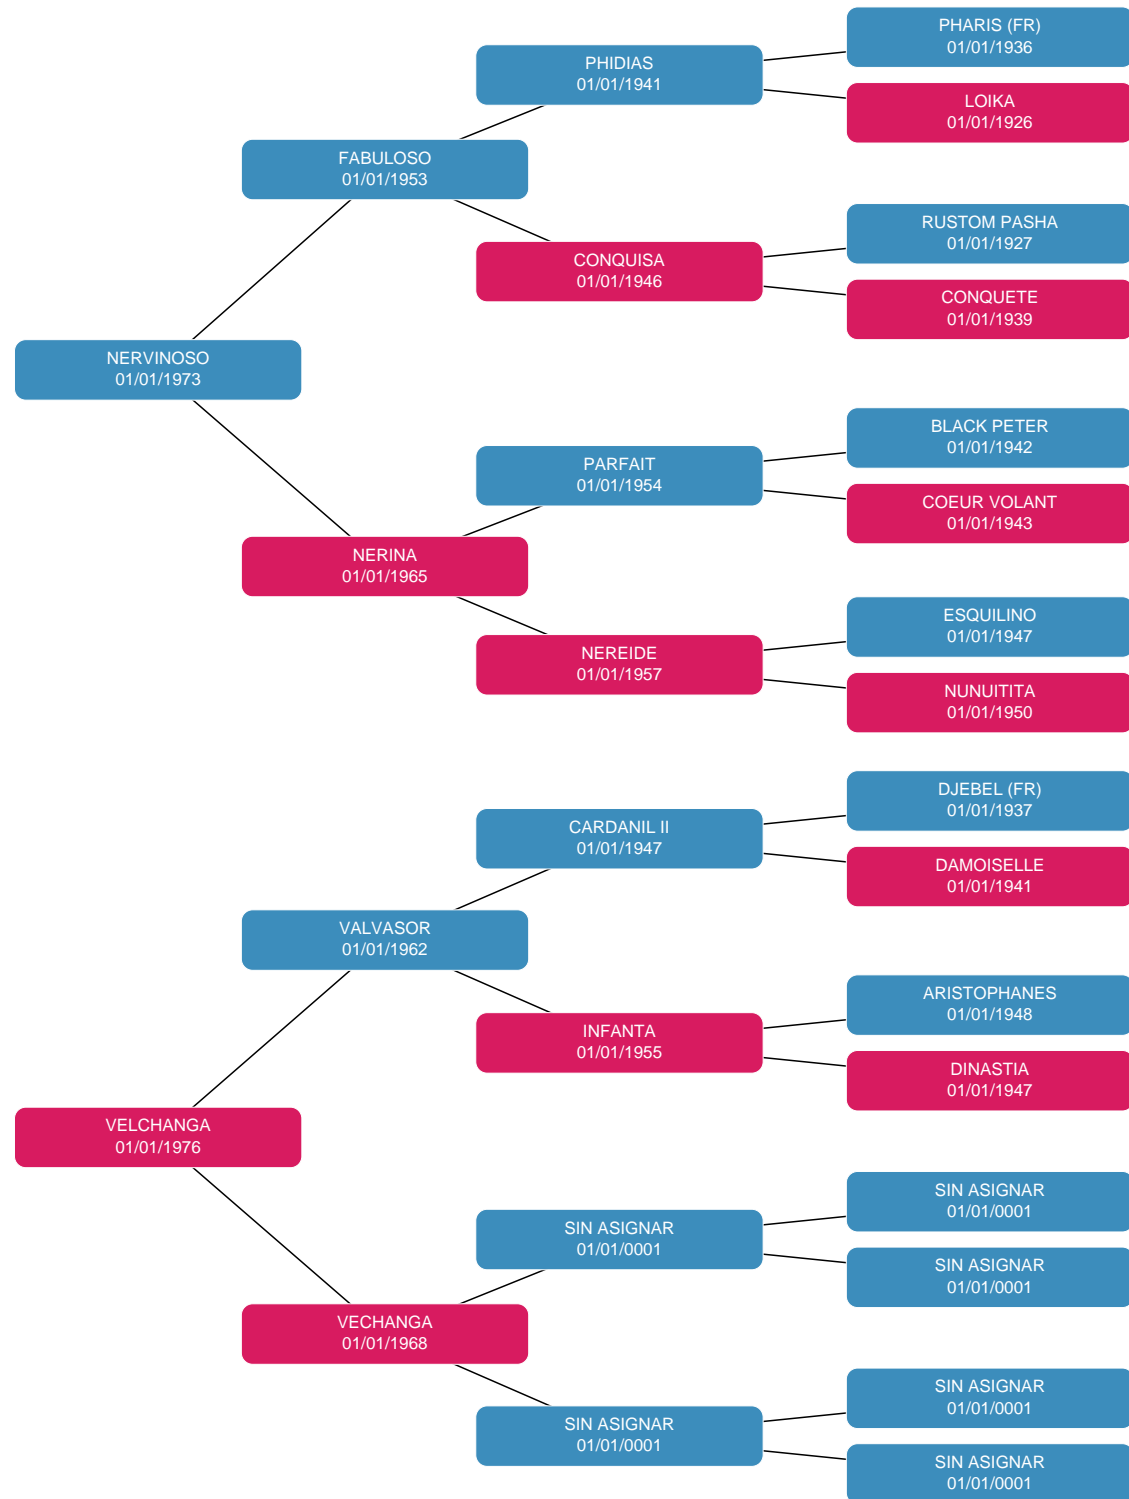 PHARIS (FR)
01/01/1936
PHIDIAS
01/01/1941
LOIKA
01/01/1926
FABULOSO
01/01/1953
RUSTOM PASHA
01/01/1927
CONQUISA
01/01/1946
CONQUETE
01/01/1939
NERVINOSO
01/01/1973
BLACK PETER
01/01/1942
PARFAIT
01/01/1954
COEUR VOLANT
01/01/1943
NERINA
01/01/1965
ESQUILINO
01/01/1947
NEREIDE
01/01/1957
NUNUITITA
01/01/1950
DJEBEL (FR)
01/01/1937
CARDANIL II
01/01/1947
DAMOISELLE
01/01/1941
VALVASOR
01/01/1962
ARISTOPHANES
01/01/1948
INFANTA
01/01/1955
DINASTIA
01/01/1947
VELCHANGA
01/01/1976
SIN ASIGNAR
01/01/0001
SIN ASIGNAR
01/01/0001
SIN ASIGNAR
01/01/0001
VECHANGA
01/01/1968
SIN ASIGNAR
01/01/0001
SIN ASIGNAR
01/01/0001
SIN ASIGNAR
01/01/0001